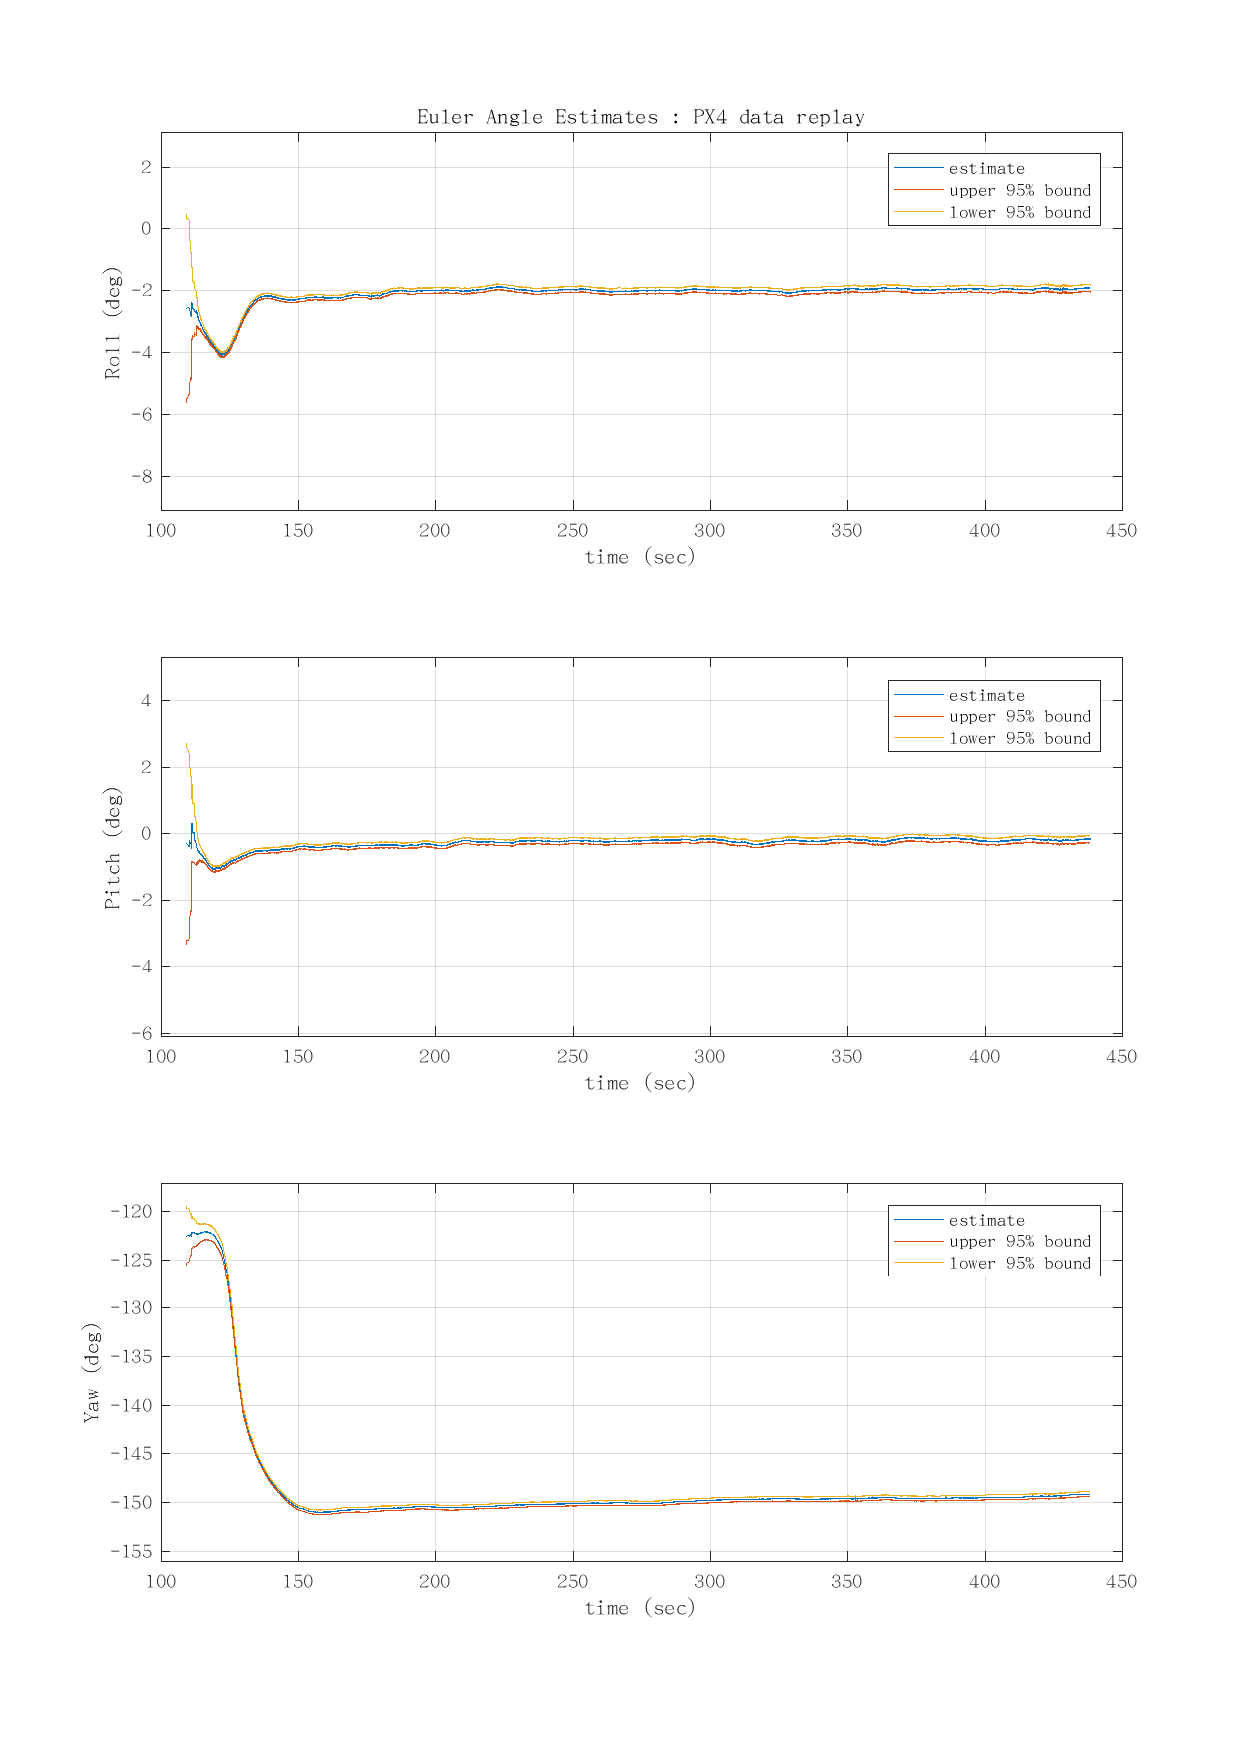 Euler Angle Estimates : PX4 data replay
2
0
-2
-4
-6
-8
Roll (deg)
estimate
upper 95% bound
lower 95% bound
100 150 200 250 300 350 400 450
time (sec)
4
2
0
-2
-4
-6
Pitch (deg)
estimate
upper 95% bound
lower 95% bound
100 150 200 250 300 350 400 450
time (sec)
-120
-125
-130
-135
-140
-145
-150
-155
Yaw (deg)
estimate
upper 95% bound
lower 95% bound
100 150 200 250 300 350 400 450
time (sec)